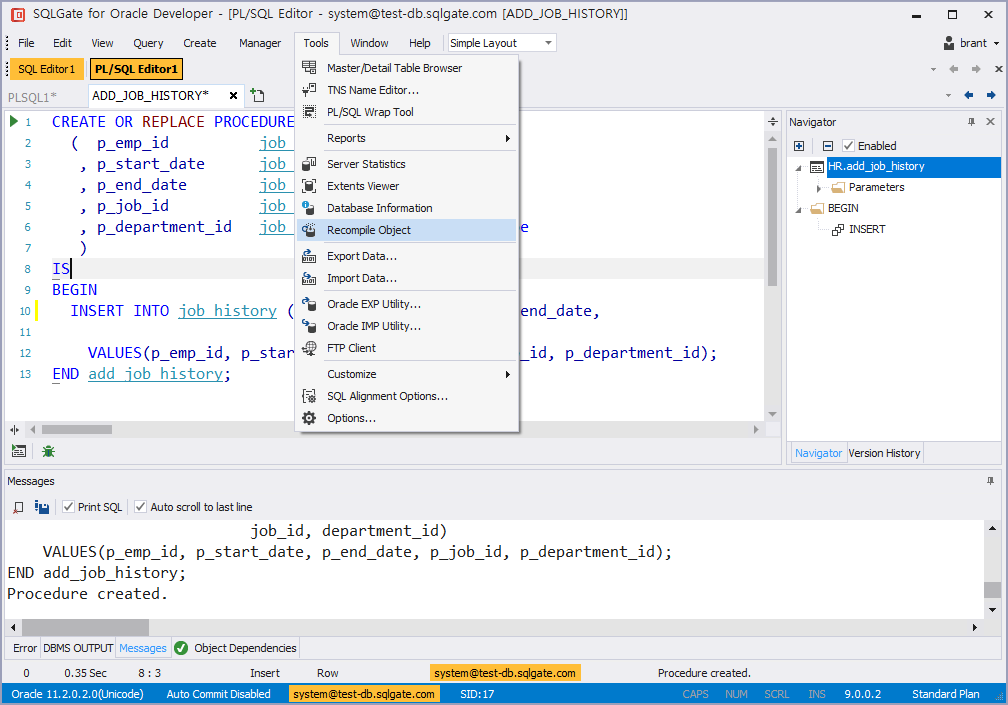 SQLGate for Oracle Developer - [PL/SQL Editor - system@test-db.sqlgate.com [ADD_JOB_HISTORY]]
File Edit View Query Create Manager Tools Window Help Simple Layout brant
SQL Editor1 PL/SQL Editor1
PLSQL1* ADD_JOB_HISTORY*
Master/Detail Table Browser
TNS Name Editor...
PL/SQL Wrap Tool
Reports
Server Statistics
Extents Viewer
Database Information
Recompile Object
Export Data...
Import Data...
Oracle EXP Utility...
Oracle IMP Utility...
FTP Client
Customize
SQL Alignment Options...
Options...
1 CREATE OR REPLACE PROCEDURE
2 ( p_emp_id job
3 , p_start_date job
4 , p_end_date job
5 , p_job_id job
6 , p_department_id job e
7 )
8 IS
9 BEGIN
10 INSERT INTO job_history ( end_date,
11
12 VALUES(p_emp_id, p_star _id, p_department_id);
13 END add_job_history;
Navigator
Enabled
HR.add_job_history
Parameters
BEGIN
INSERT
Navigator Version History
Messages
Print SQL Auto scroll to last line
job_id, department_id)
VALUES(p_emp_id, p_start_date, p_end_date, p_job_id, p_department_id);
END add_job_history;
Procedure created.
Error DBMS OUTPUT Messages Object Dependencies
0 0.35 Sec 8 : 3 Insert Row system@test-db.sqlgate.com Procedure created.
Oracle 11.2.0.2.0(Unicode) Auto Commit Disabled system@test-db.sqlgate.com SID:17 CAPS NUM SCRL INS 9.0.0.2 Standard Plan